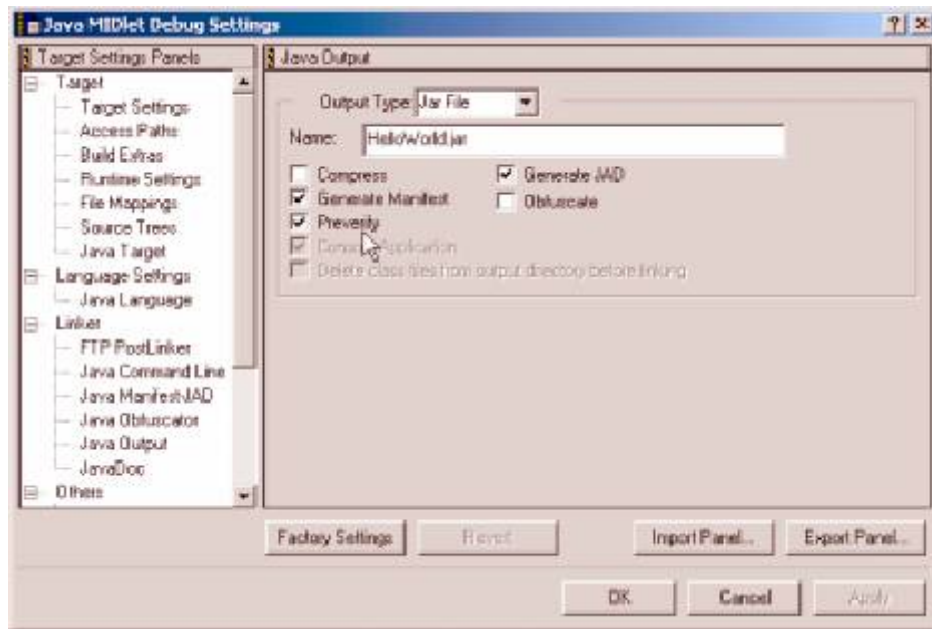 Java MIDlet Debug Settings
Target Settings Panels
Target
Target Settings
Access Paths
Build Extras
Runtime Settings
File Mappings
Source Trees
Java Target
Language Settings
Java Language
Linker
FTP PostLinker
Java Command Line
Java Manifest-JAD
Java Obfuscator
Java Output
JavaDoc
Others
Java Output
Output Type: Jar File
Name: HelloWorld.jar
Compress
Generate JAD
Generate Manifest
Obfuscate
Preverify
Application
Delete class files from output directory before linking
Factory Settings
Revert
Import Panel...
Export Panel...
OK
Cancel
Apply